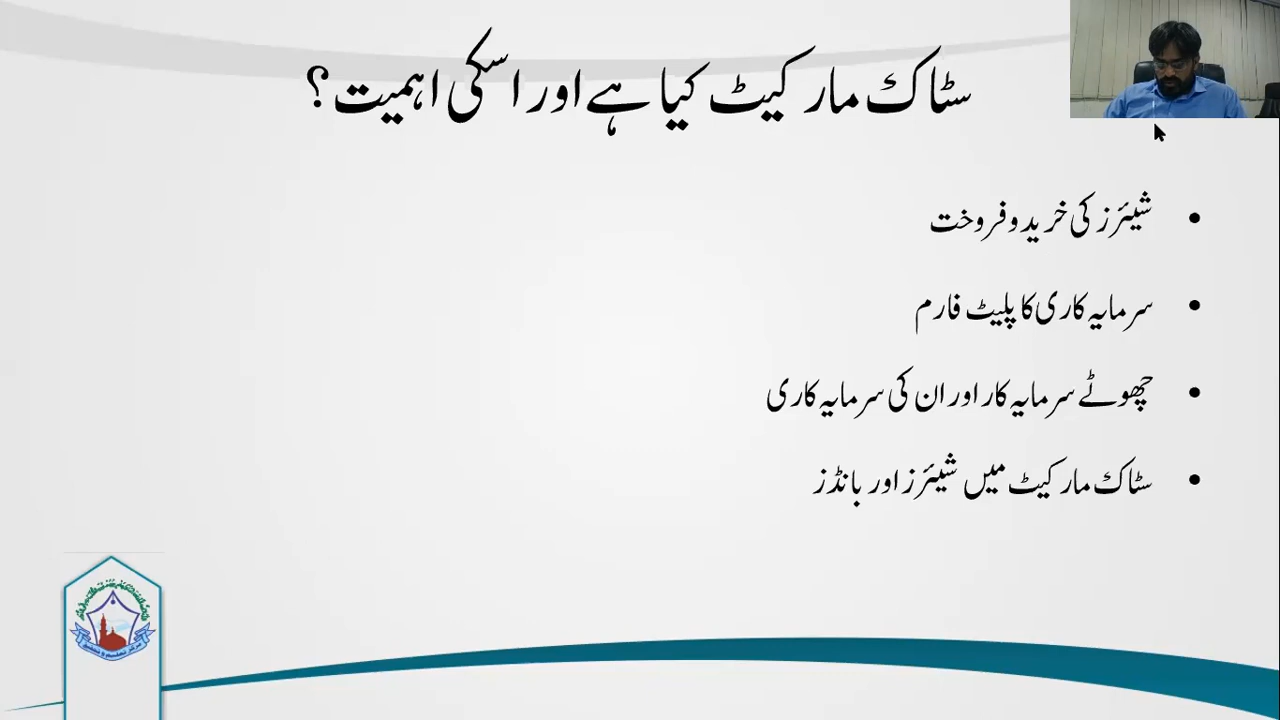 سٹاک مارکیٹ کیا ہے اور اسکی اہمیت؟
شیئرز کی خرید و فروخت
سرمایہ کاری کا پلیٹ فارم
چھوٹے سرمایہ کار اور ان کی سرمایہ کاری
سٹاک مارکیٹ میں شیئرز اور بانڈز